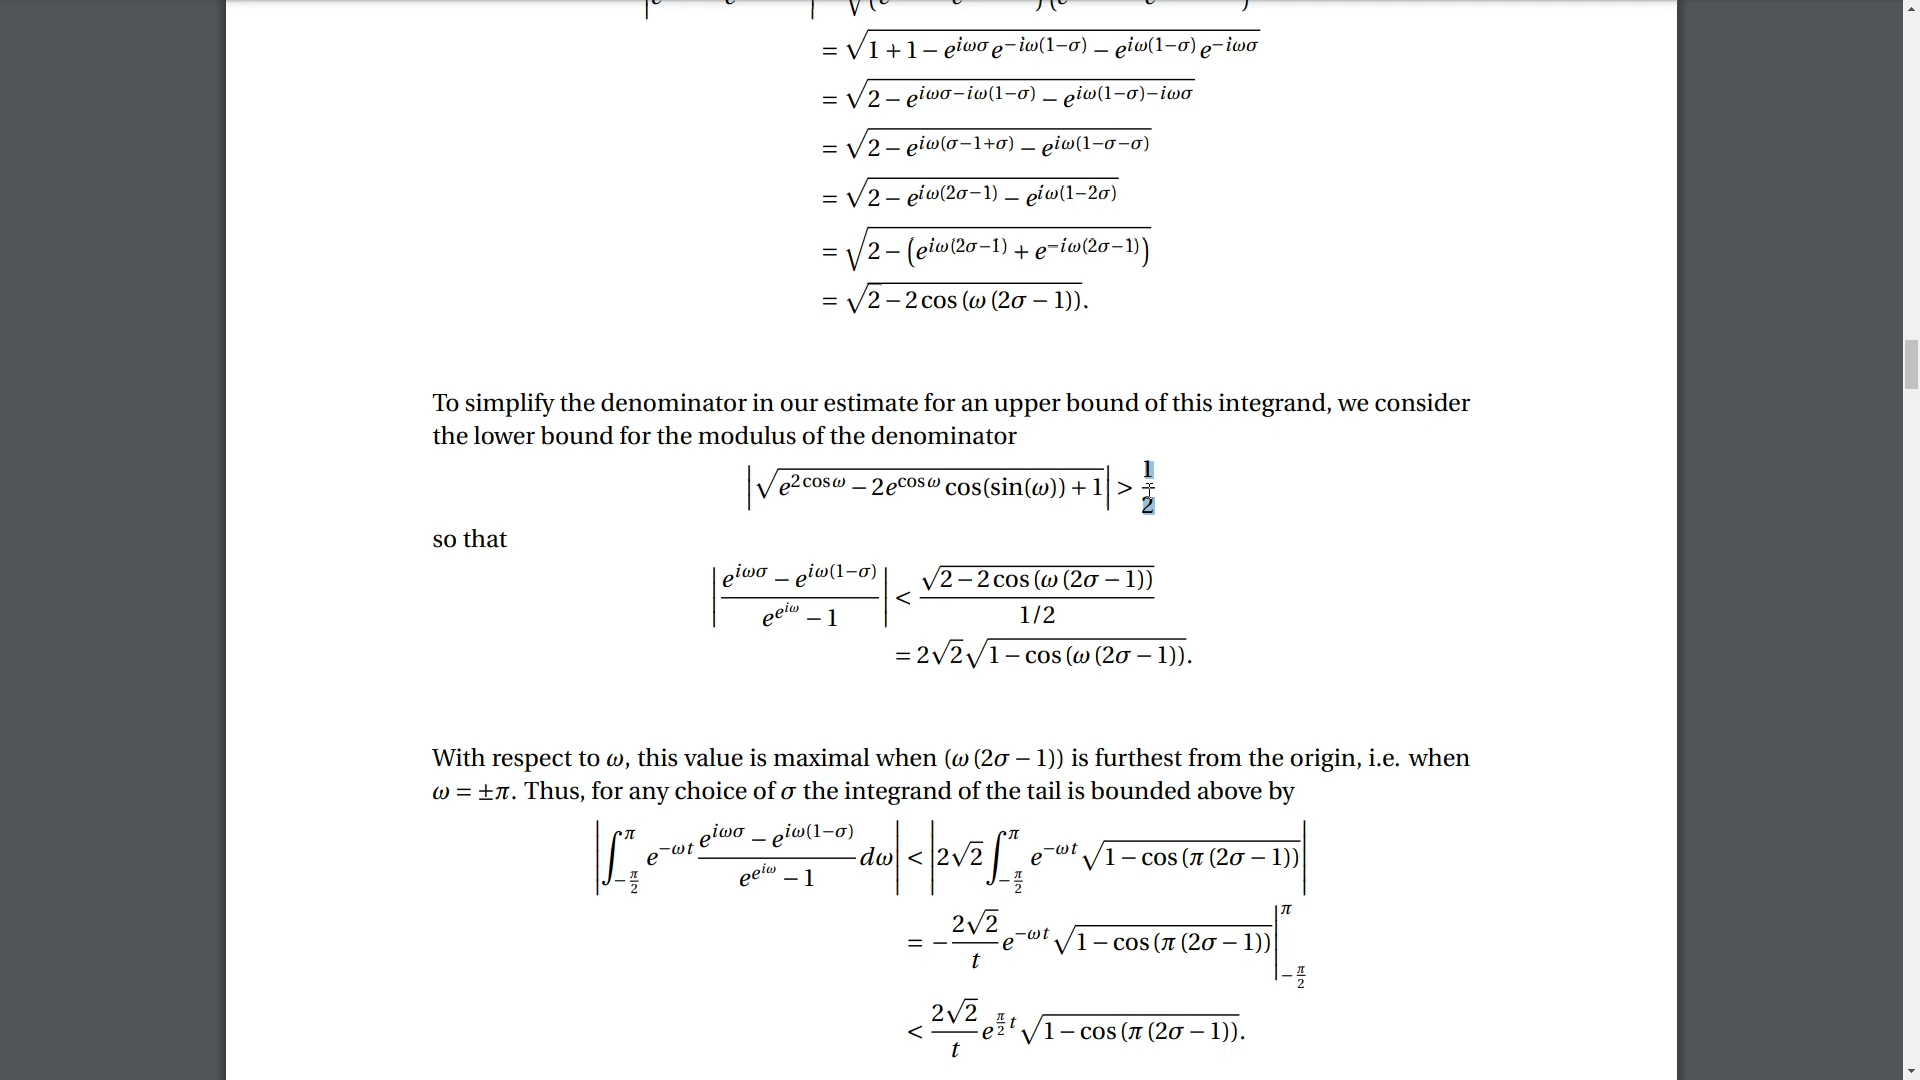 = √(1 + 1 − e^{iωσ} e^{−iω(1−σ)} − e^{iω(1−σ)} e^{−iωσ})
= √(2 − e^{iωσ−iω(1−σ)} − e^{iω(1−σ)−iωσ})
= √(2 − e^{iω(σ−1+σ)} − e^{iω(1−σ−σ)})
= √(2 − e^{iω(2σ−1)} − e^{iω(1−2σ)})
= √(2 − (e^{iω(2σ−1)} + e^{−iω(2σ−1)}))
= √(2 − 2 cos (ω (2σ − 1))).
To simplify the denominator in our estimate for an upper bound of this integrand, we consider
the lower bound for the modulus of the denominator
|√(e^{2 cos ω} − 2e^{cos ω} cos(sin(ω)) + 1)| > 1/2
so that
|(e^{iωσ} − e^{iω(1−σ)}) / (e^{e^{iω}} − 1)| < √(2 − 2 cos (ω (2σ − 1))) / (1/2)
= 2√2 √(1 − cos (ω (2σ − 1))).
With respect to ω, this value is maximal when (ω (2σ − 1)) is furthest from the origin, i.e. when
ω = ±π. Thus, for any choice of σ the integrand of the tail is bounded above by
|∫_{−π/2}^{π} e^{−ωt} (e^{iωσ} − e^{iω(1−σ)}) / (e^{e^{iω}} − 1) dω| < |2√2 ∫_{−π/2}^{π} e^{−ωt} √(1 − cos (π (2σ − 1)))|
= − (2√2 / t) e^{−ωt} √(1 − cos (π (2σ − 1))) |_{−π/2}^{π}
< (2√2 / t) e^{(π/2) t} √(1 − cos (π (2σ − 1))).